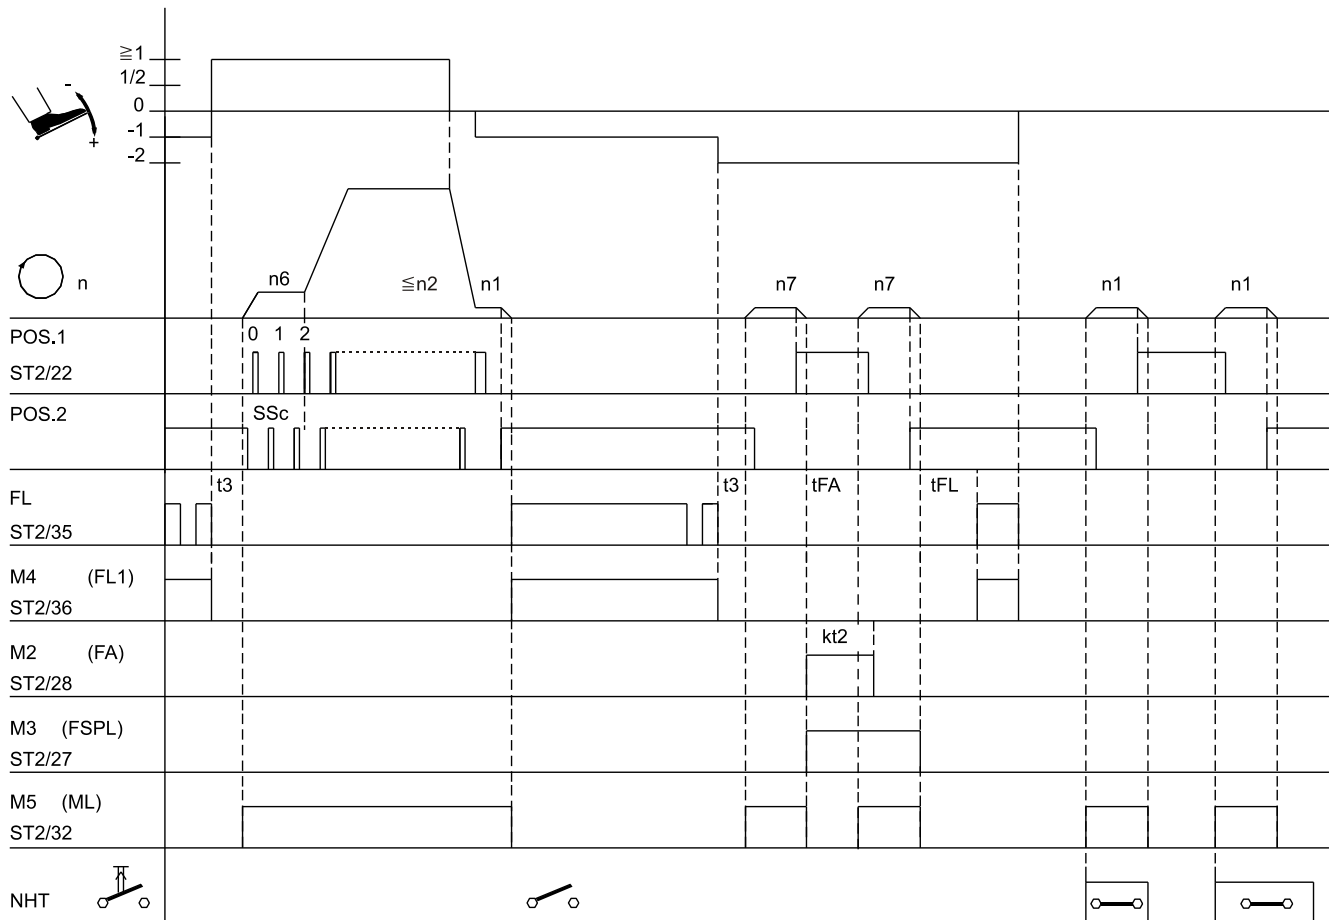 ≧1
1/2
0
-1
-2
-
+
n
n6
≦n2
n1
n7
n7
n1
n1
POS.1
0 1 2
ST2/22
POS.2
SSc
FL
t3
t3
tFA
tFL
ST2/35
M4 (FL1)
ST2/36
M2 (FA)
kt2
ST2/28
M3 (FSPL)
ST2/27
M5 (ML)
ST2/32
NHT